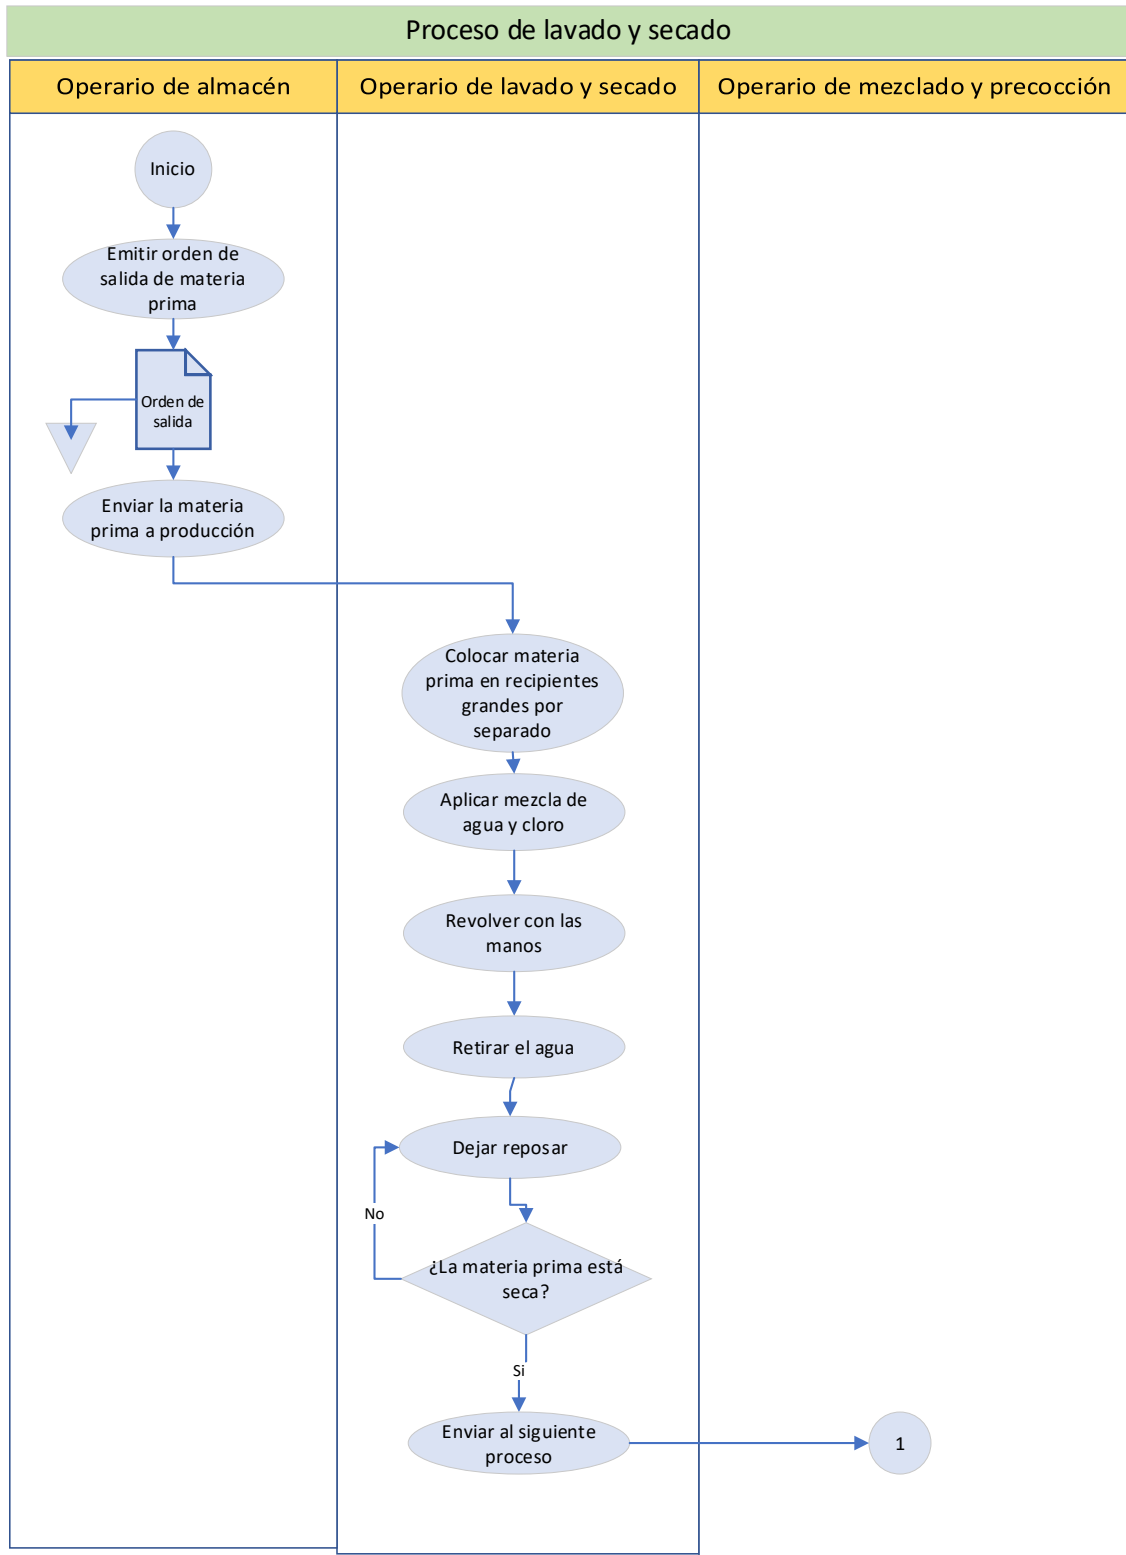 Proceso de lavado y secado
Operario de almacén
Operario de lavado y secado
Operario de mezclado y precocción
Inicio
Emitir orden de
salida de materia
prima
Orden de
salida
Enviar la materia
prima a producción
Colocar materia
prima en recipientes
grandes por
separado
Aplicar mezcla de
agua y cloro
Revolver con las
manos
Retirar el agua
Dejar reposar
No
¿La materia prima está
seca?
Si
Enviar al siguiente
proceso
1